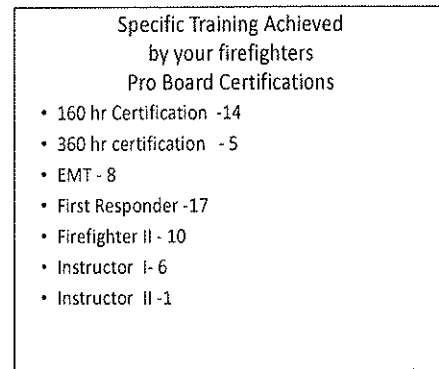 Specific Training Achieved
by your firefighters
Pro Board Certifications
• 160 hr Certification -14
• 360 hr certification - 5
• EMT - 8
• First Responder -17
• Firefighter II - 10
• Instructor I- 6
• Instructor II -1